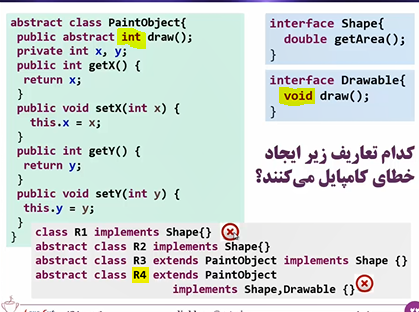 abstract class PaintObject{
public abstract int draw();
private int x, y;
public int getX() {
return x;
}
public void setX(int x) {
this.x = x;
}
public int getY() {
return y;
}
public void setY(int y) {
this.y = y;
}
}
interface Shape{
double getArea();
}
interface Drawable{
void draw();
}
کدام تعاریف زیر ایجاد
خطای کامپایل می‌کنند؟
class R1 implements Shape{}
abstract class R2 implements Shape{}
abstract class R3 extends PaintObject implements Shape {}
abstract class R4 extends PaintObject
implements Shape,Drawable {}